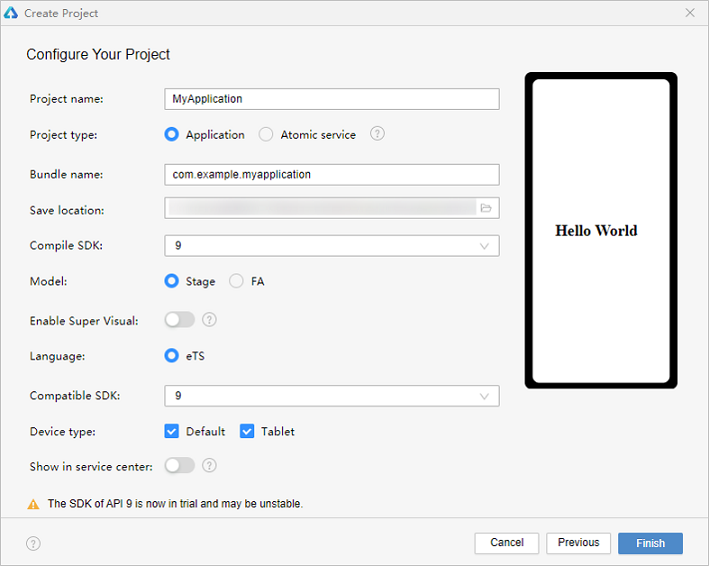 Create Project
Configure Your Project
Project name: MyApplication
Project type: Application Atomic service ?
Bundle name: com.example.myapplication
Save location:
Compile SDK: 9
Model: Stage FA
Enable Super Visual: ?
Language: eTS
Compatible SDK: 9
Device type: Default Tablet
Show in service center: ?
The SDK of API 9 is now in trial and may be unstable.
Hello World
? Cancel Previous Finish